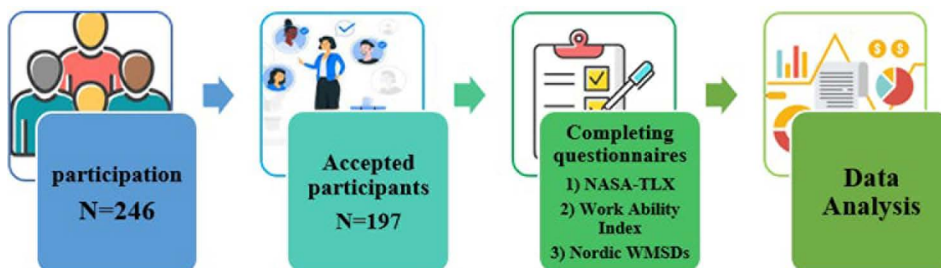 participation
N=246
Accepted
participants
N=197
Completing
questionnaires
1) NASA-TLX
2) Work Ability
Index
3) Nordic WMSDs
Data
Analysis